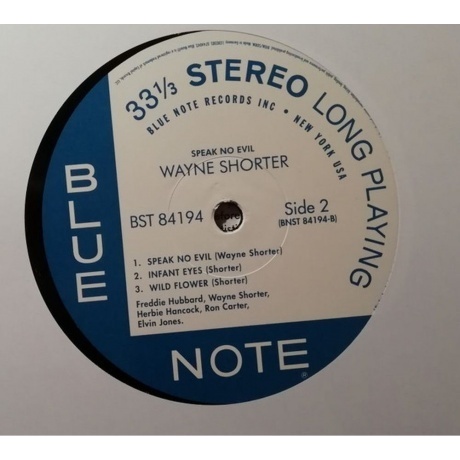 33 1/3 STEREO LONG PLAYING
BLUE NOTE RECORDS INC • NEW YORK USA
SPEAK NO EVIL
WAYNE SHORTER
BST 84194
Side 2
(BNST 84194-B)
1. SPEAK NO EVIL (Wayne Shorter)
2. INFANT EYES (Shorter)
3. WILD FLOWER (Shorter)
Freddie Hubbard, Wayne Shorter,
Herbie Hancock, Ron Carter,
Elvin Jones.
BLUE
NOTE
®